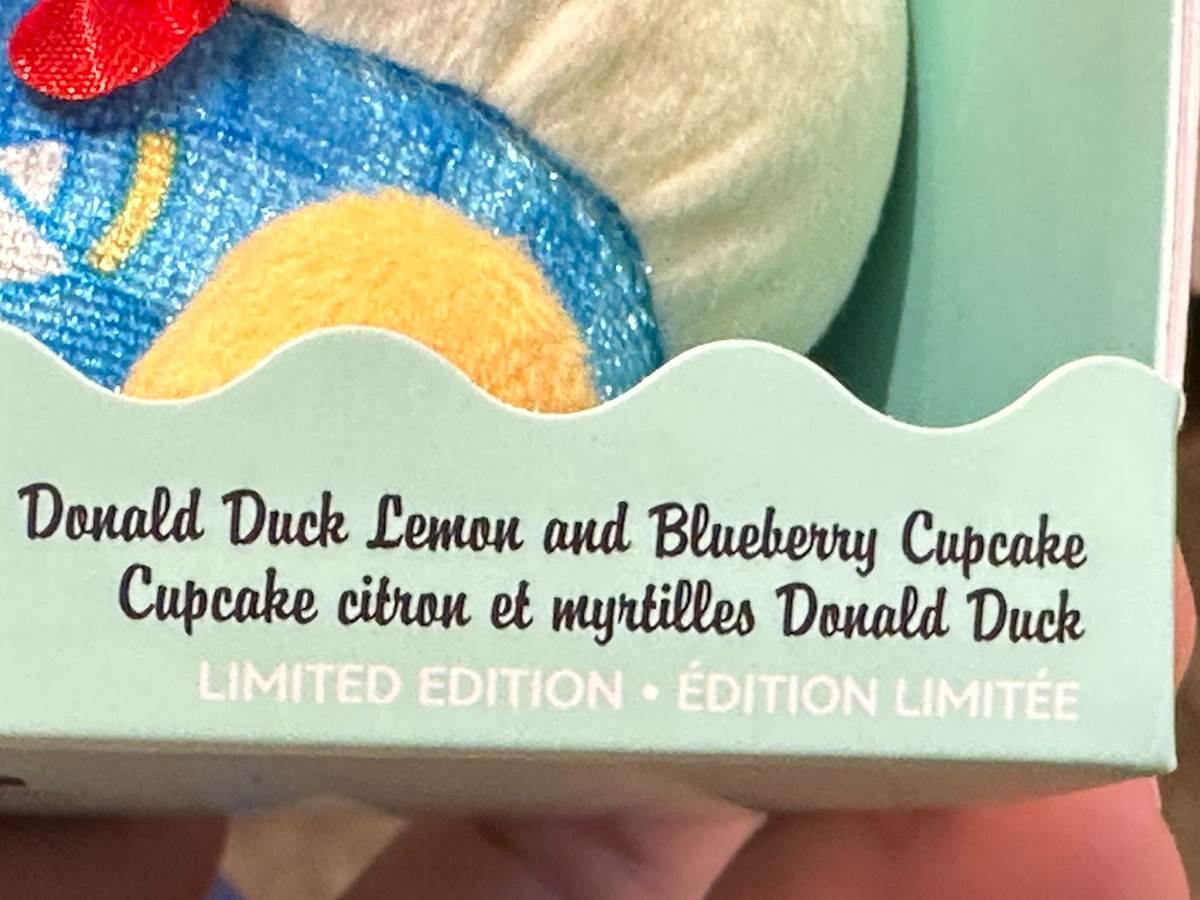 Donald Duck Lemon and Blueberry Cupcake
Cupcake citron et myrtilles Donald Duck
LIMITED EDITION • ÉDITION LIMITÉE